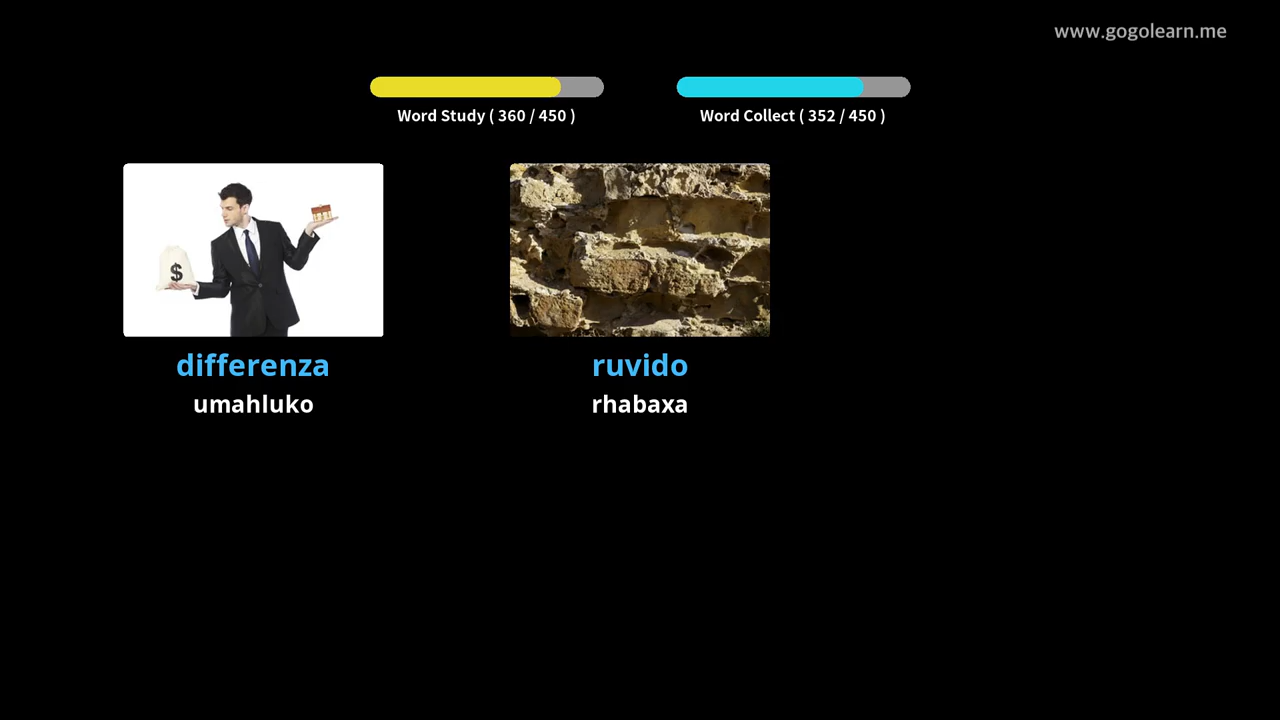 www.gogolearn.me
Word Study ( 360 / 450 )
Word Collect ( 352 / 450 )
$
differenza
ruvido
umahluko
rhabaxa